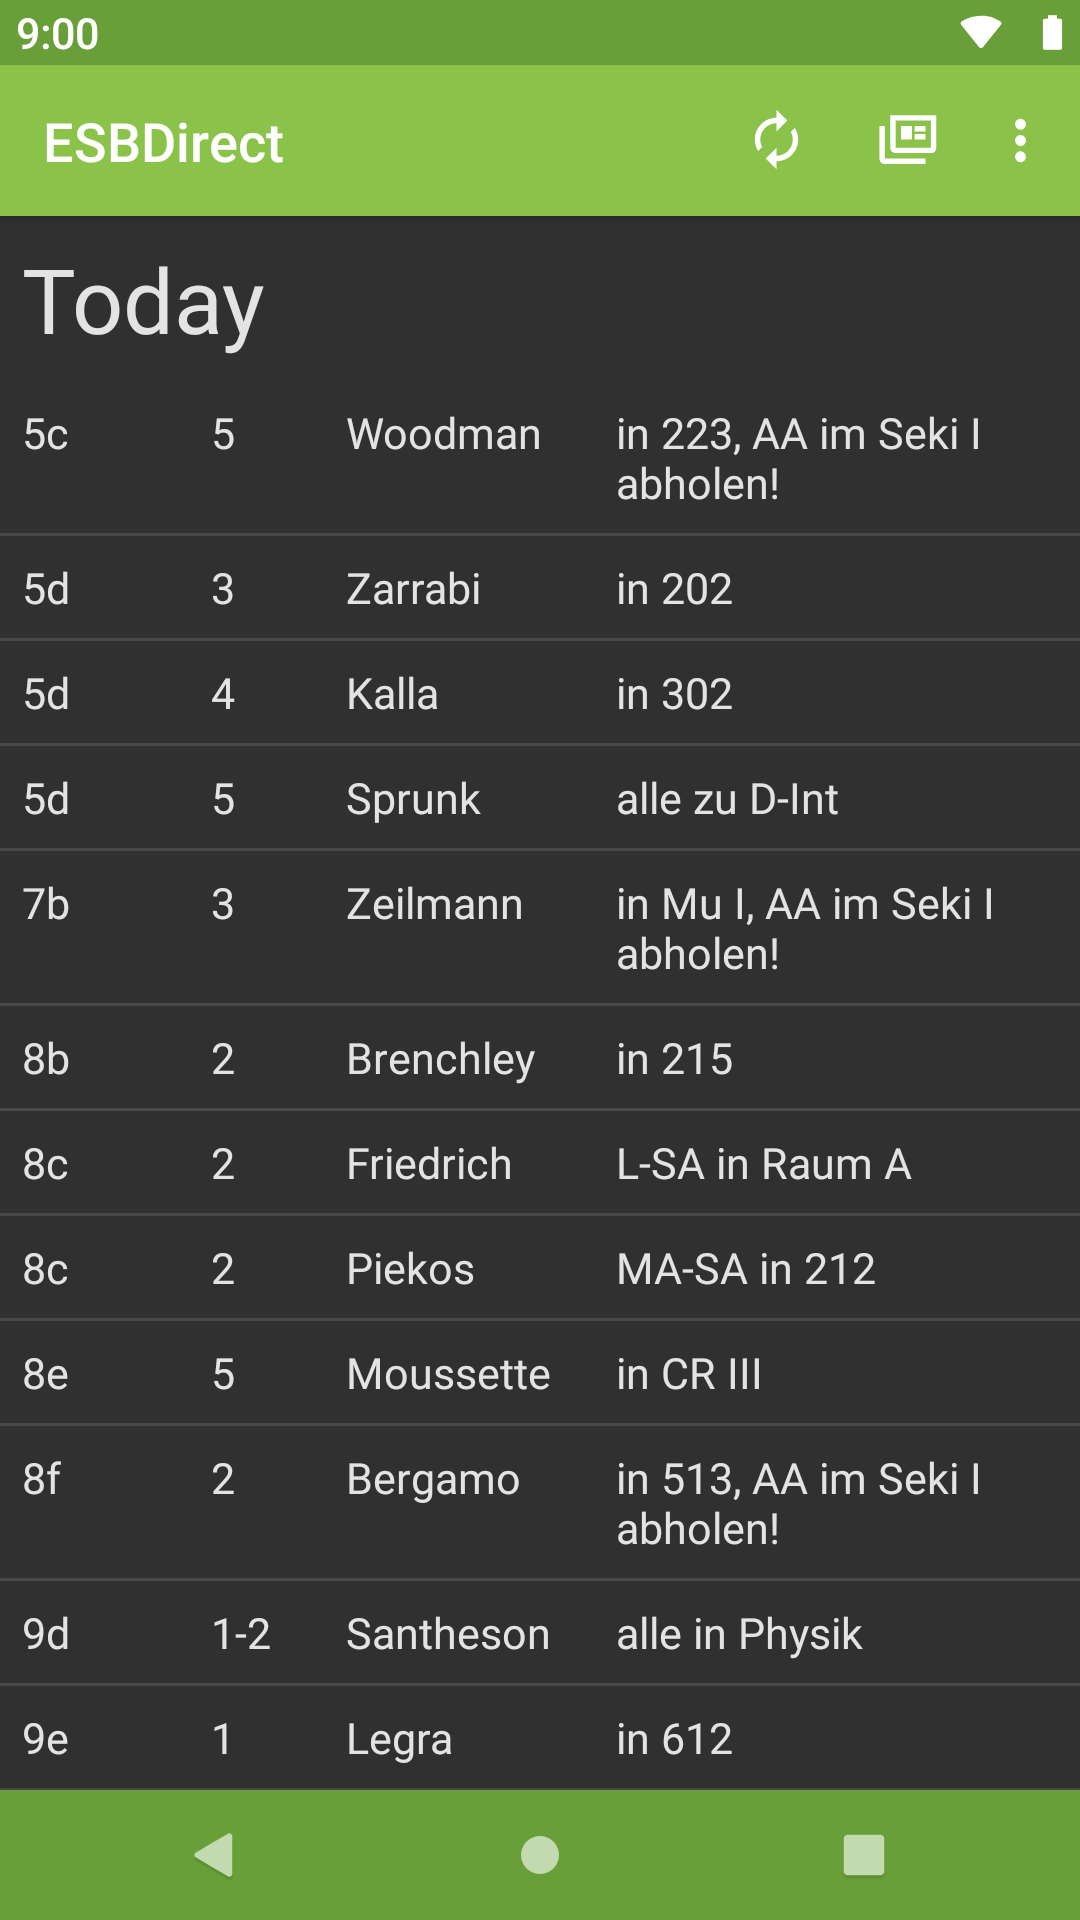 9:00
ESBDirect
Today
5c 5 Woodman in 223, AA im Seki I
abholen!
5d 3 Zarrabi in 202
5d 4 Kalla in 302
5d 5 Sprunk alle zu D-Int
7b 3 Zeilmann in Mu I, AA im Seki I
abholen!
8b 2 Brenchley in 215
8c 2 Friedrich L-SA in Raum A
8c 2 Piekos MA-SA in 212
8e 5 Moussette in CR III
8f 2 Bergamo in 513, AA im Seki I
abholen!
9d 1-2 Santheson alle in Physik
9e 1 Legra in 612